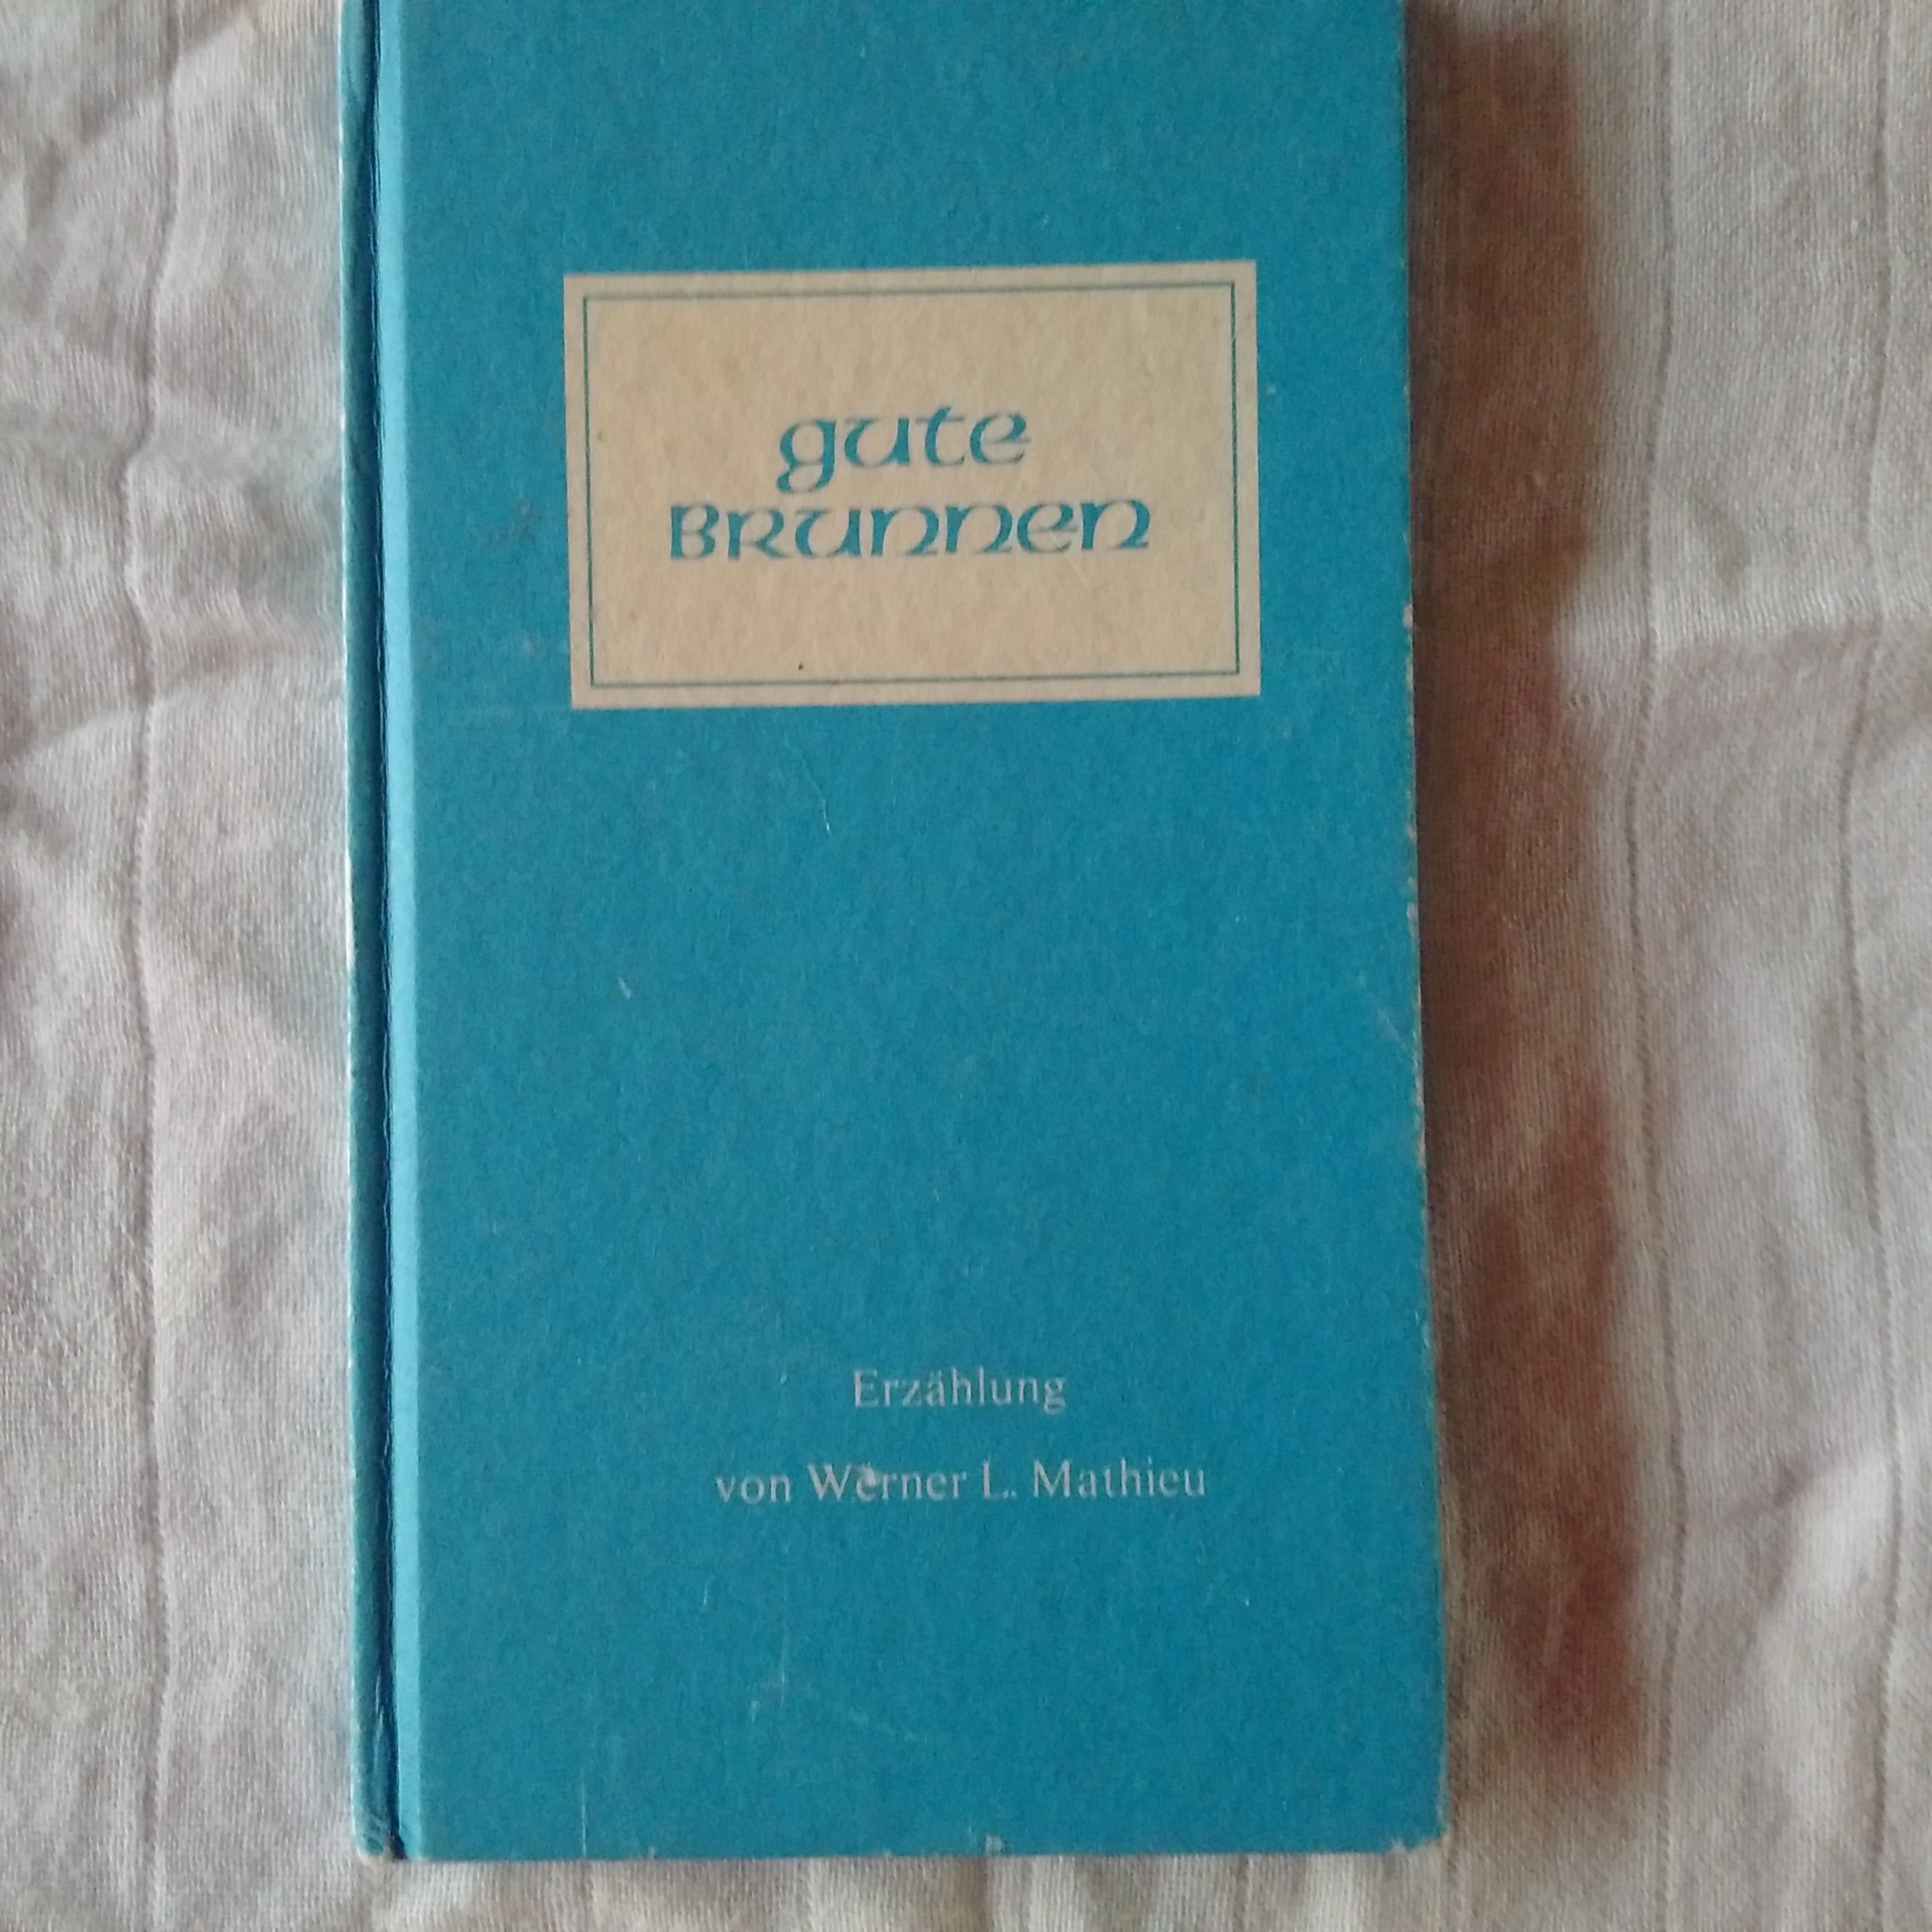 gute
BRUNNEN
Erzählung
von Werner L. Mathieu